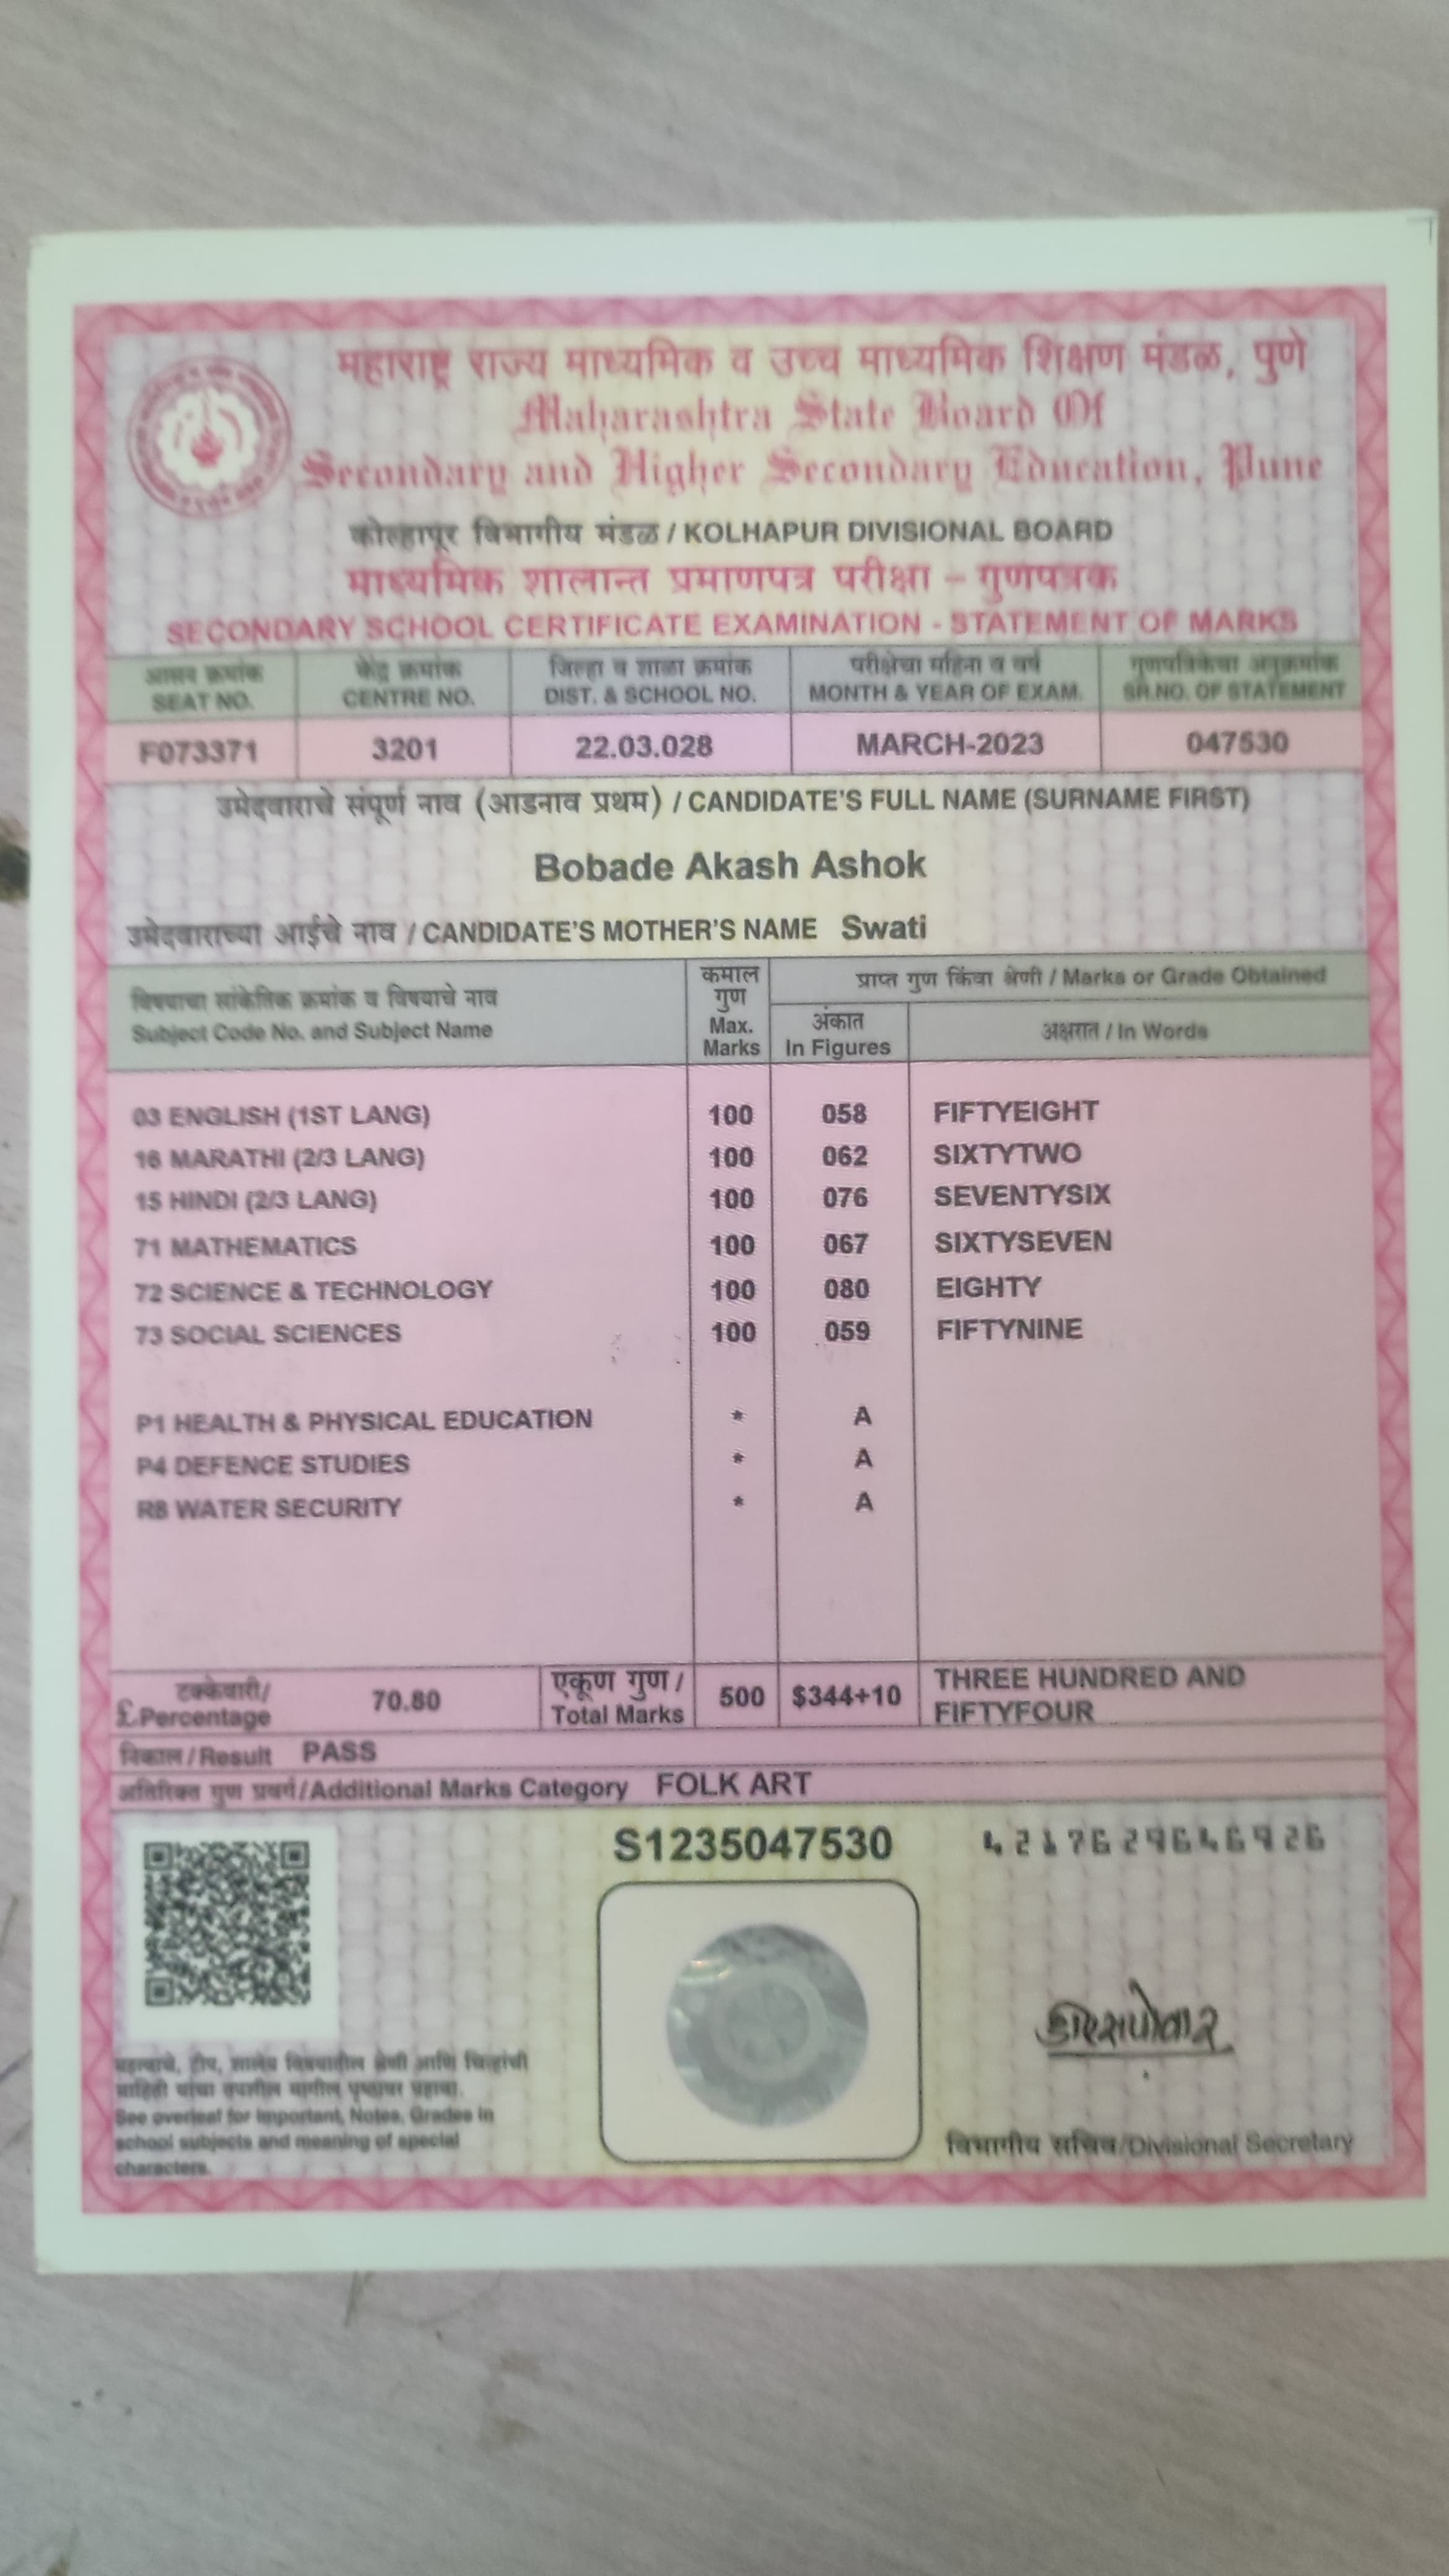 महाराष्ट्र राज्य माध्यमिक व उच्च माध्यमिक शिक्षण मंडळ, पुणे
Maharashtra State Board Of
Secondary and Higher Secondary Education, Pune
कोल्हापूर विभागीय मंडळ / KOLHAPUR DIVISIONAL BOARD
माध्यमिक शालान्त प्रमाणपत्र परीक्षा – गुणपत्रक
SECONDARY SCHOOL CERTIFICATE EXAMINATION - STATEMENT OF MARKS
आसन क्रमांक केंद्र क्रमांक जिल्हा व शाळा क्रमांक परीक्षेचा महिना व वर्ष गुणपत्रिकेचा अनुक्रमांक
SEAT NO. CENTRE NO. DIST. & SCHOOL NO. MONTH & YEAR OF EXAM. SR.NO. OF STATEMENT
F073371 3201 22.03.028 MARCH-2023 047530
उमेदवाराचे संपूर्ण नाव (आडनाव प्रथम) / CANDIDATE'S FULL NAME (SURNAME FIRST)
Bobade Akash Ashok
उमेदवाराच्या आईचे नाव / CANDIDATE'S MOTHER'S NAME Swati
विषयाचा सांकेतिक क्रमांक व विषयाचे नाव
Subject Code No. and Subject Name
कमाल
गुण
Max.
Marks
प्राप्त गुण किंवा श्रेणी / Marks or Grade Obtained
अंकात
In Figures
अक्षरात / In Words
03 ENGLISH (1ST LANG) 100 058 FIFTYEIGHT
16 MARATHI (2/3 LANG) 100 062 SIXTYTWO
15 HINDI (2/3 LANG) 100 076 SEVENTYSIX
71 MATHEMATICS 100 067 SIXTYSEVEN
72 SCIENCE & TECHNOLOGY 100 080 EIGHTY
73 SOCIAL SCIENCES 100 059 FIFTYNINE
P1 HEALTH & PHYSICAL EDUCATION * A
P4 DEFENCE STUDIES * A
R8 WATER SECURITY * A
टक्केवारी/
£ Percentage
70.80
एकूण गुण /
Total Marks
500 $344+10
THREE HUNDRED AND
FIFTYFOUR
निकाल / Result PASS
अतिरिक्त गुण प्रवर्ग/Additional Marks Category FOLK ART
S1235047530
महत्वाचे, टीप, शालेय विषयातील श्रेणी आणि चिन्हांची
माहिती यांचा तपशील मागील पृष्ठावर पहावा.
See overleaf for Important, Notes, Grades in
school subjects and meaning of special
characters.
विभागीय सचिव/Divisional Secretary